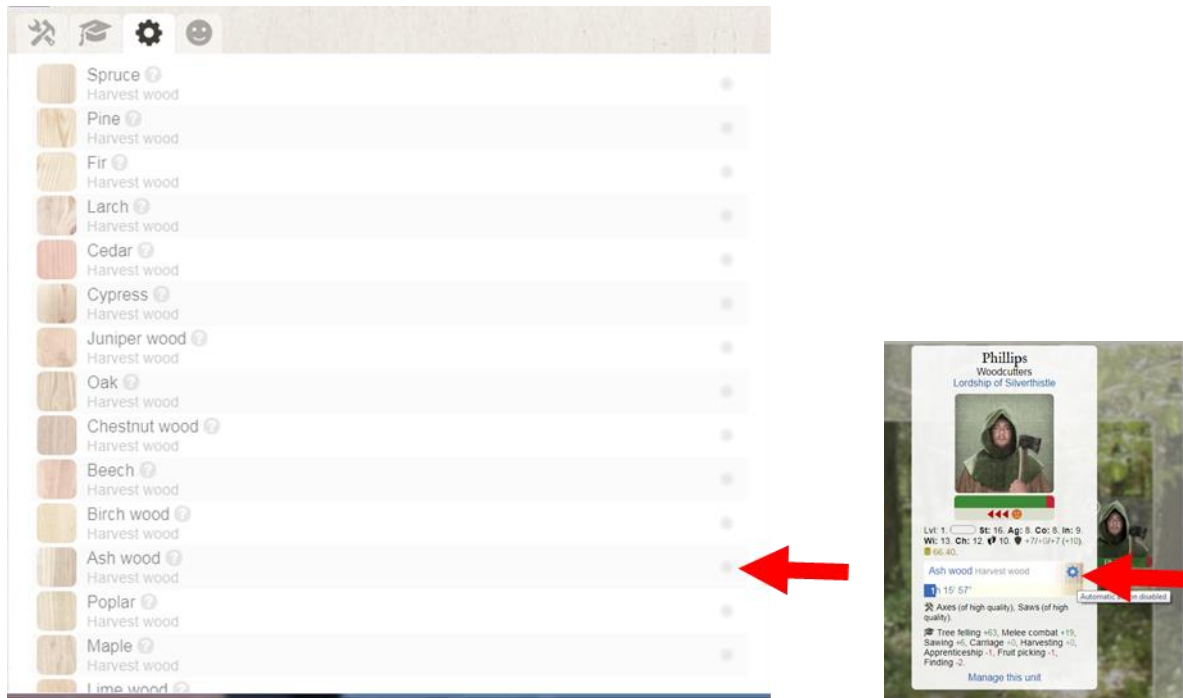 Spruce
Harvest wood
Pine
Harvest wood
Fir
Harvest wood
Larch
Harvest wood
Cedar
Harvest wood
Cypress
Harvest wood
Juniper wood
Harvest wood
Oak
Harvest wood
Chestnut wood
Harvest wood
Beech
Harvest wood
Birch wood
Harvest wood
Ash wood
Harvest wood
Poplar
Harvest wood
Maple
Harvest wood
Lime wood
Phillips
Woodcutters
Lordship of Silverthistle
Lvl: 1. St: 16. Ag: 8. Co: 8. In: 9.
Wi: 13. Ch: 12. 10. +7/+0/+7 (+10).
66.40.
Ash wood Harvest wood
1h 15' 57"
Automatic disabled
Axes (of high quality), Saws (of high
quality).
Tree felling +63, Melee combat +19,
Sawing +6, Carriage +0, Harvesting +0,
Apprenticeship -1, Fruit picking -1,
Finding -2.
Manage this unit